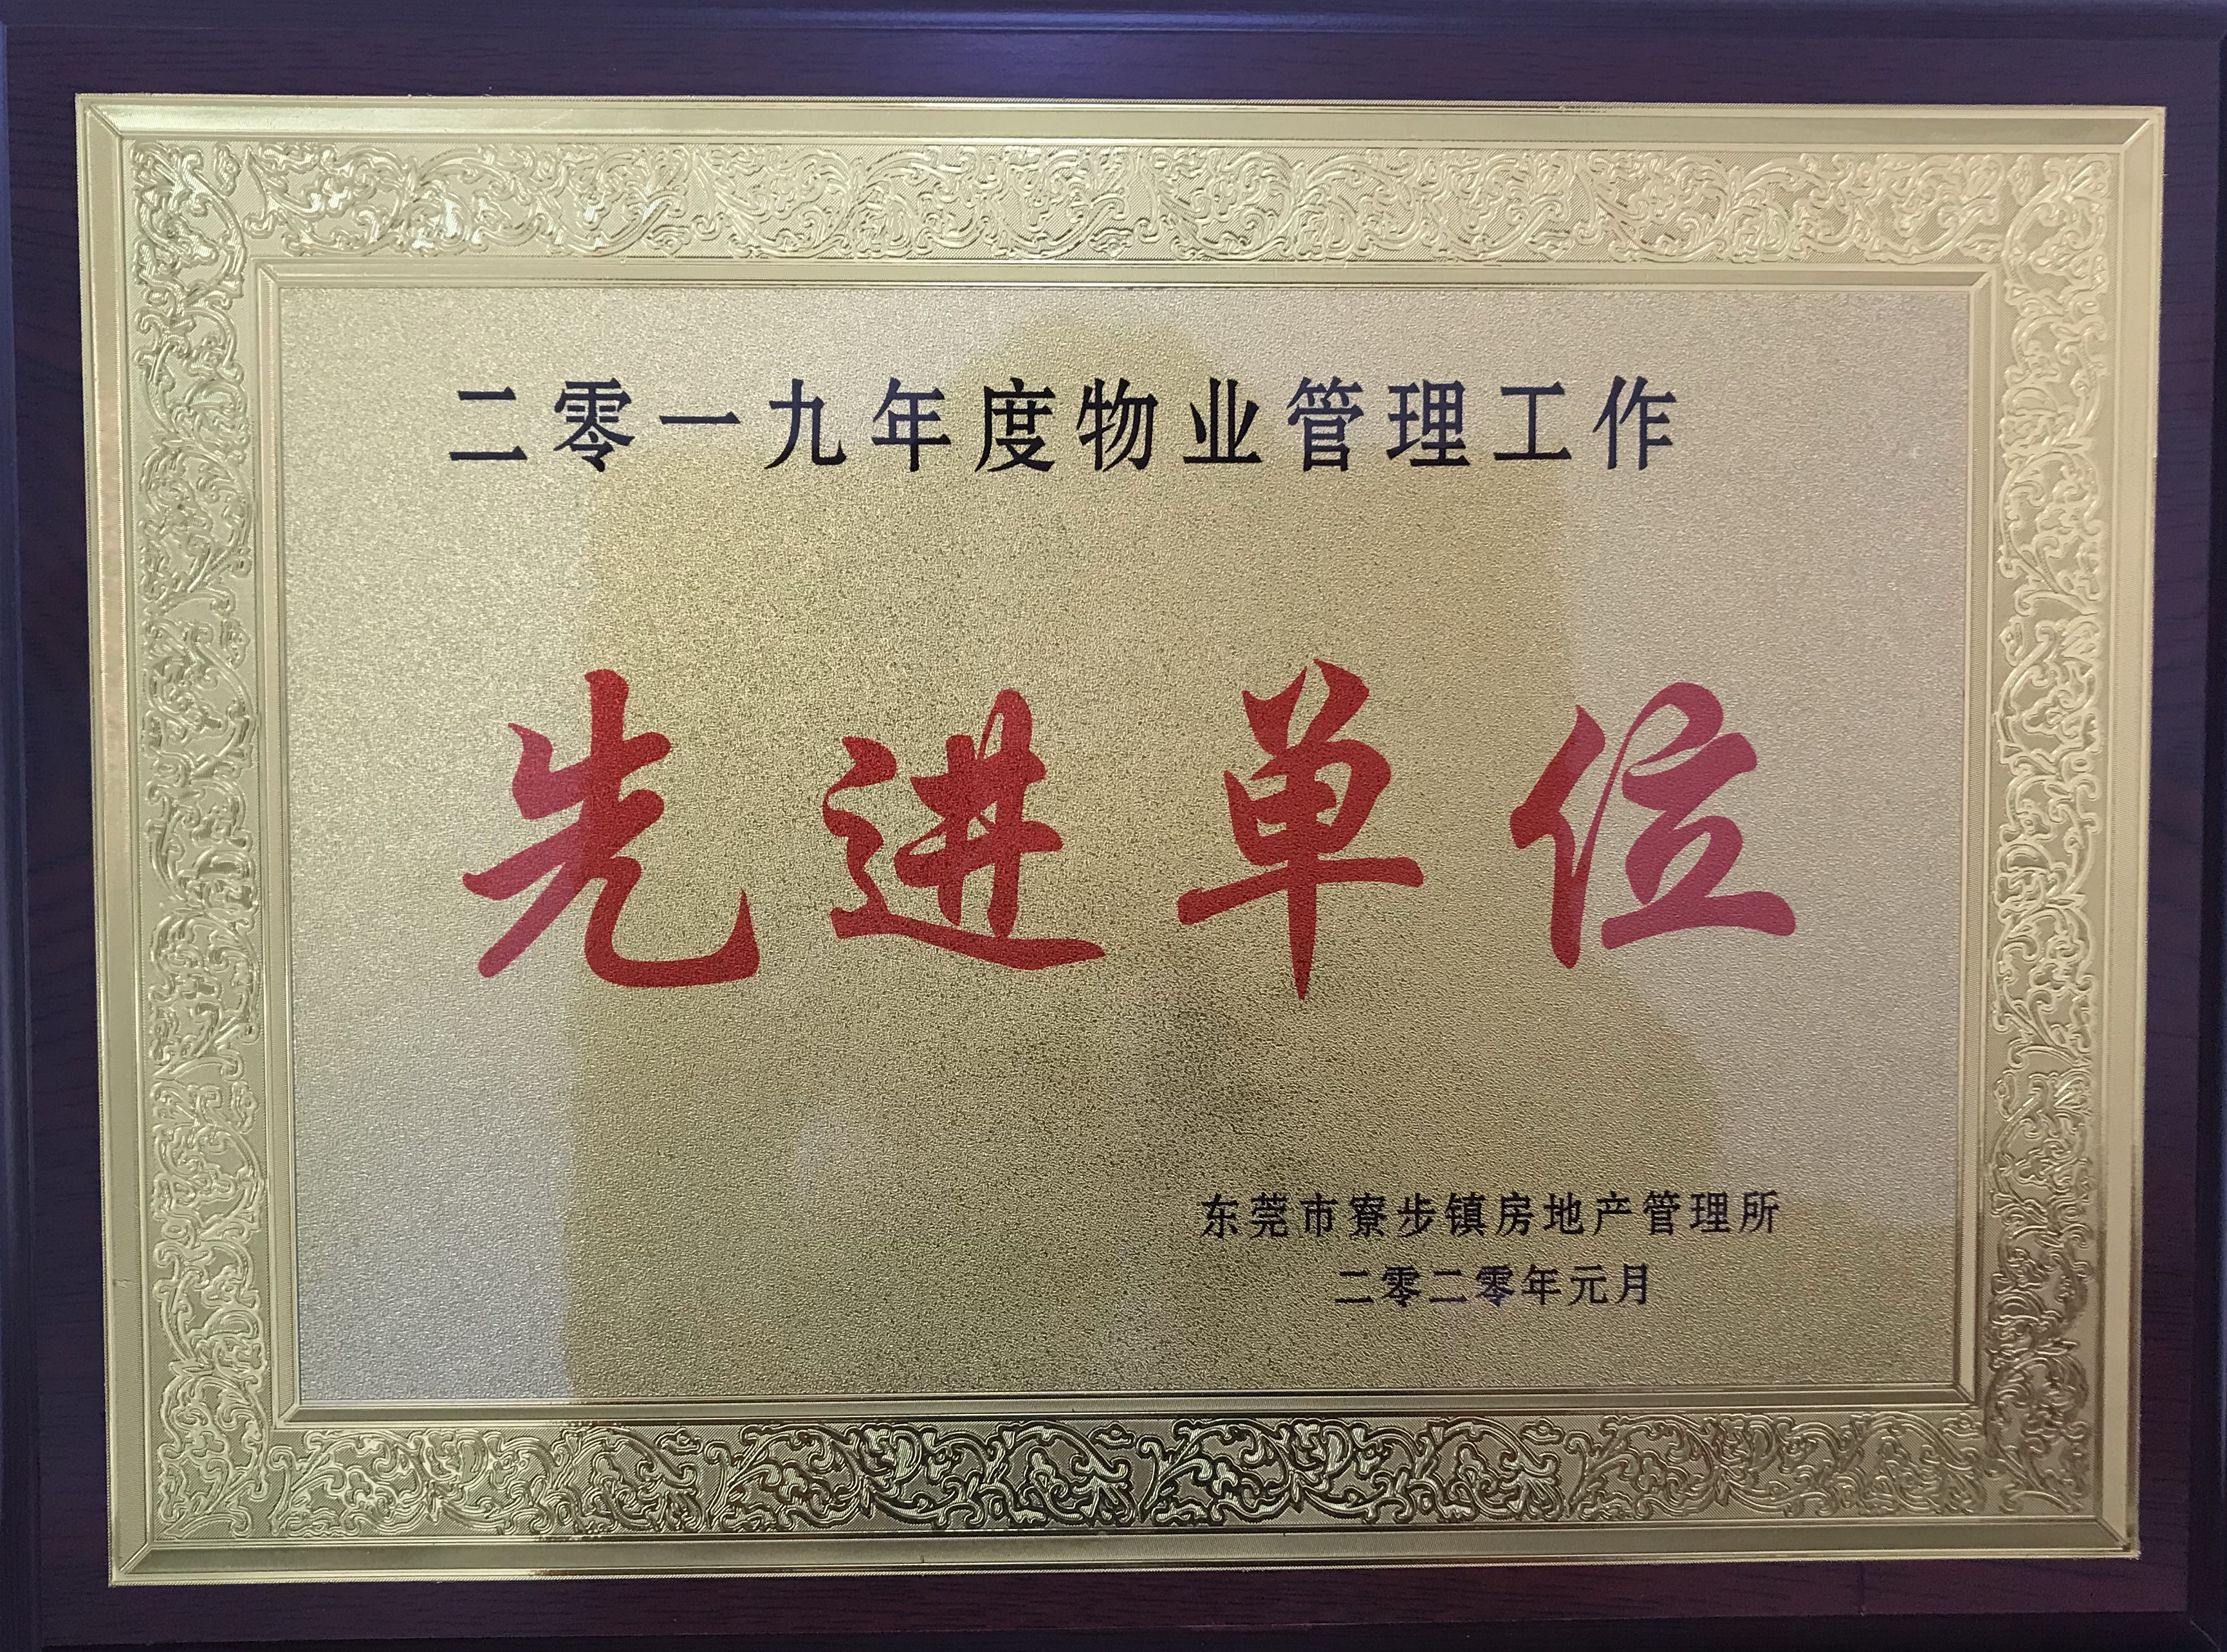 二零一九年度物业管理工作
先进单位
东莞市寮步镇房地产管理所
二零二零年元月